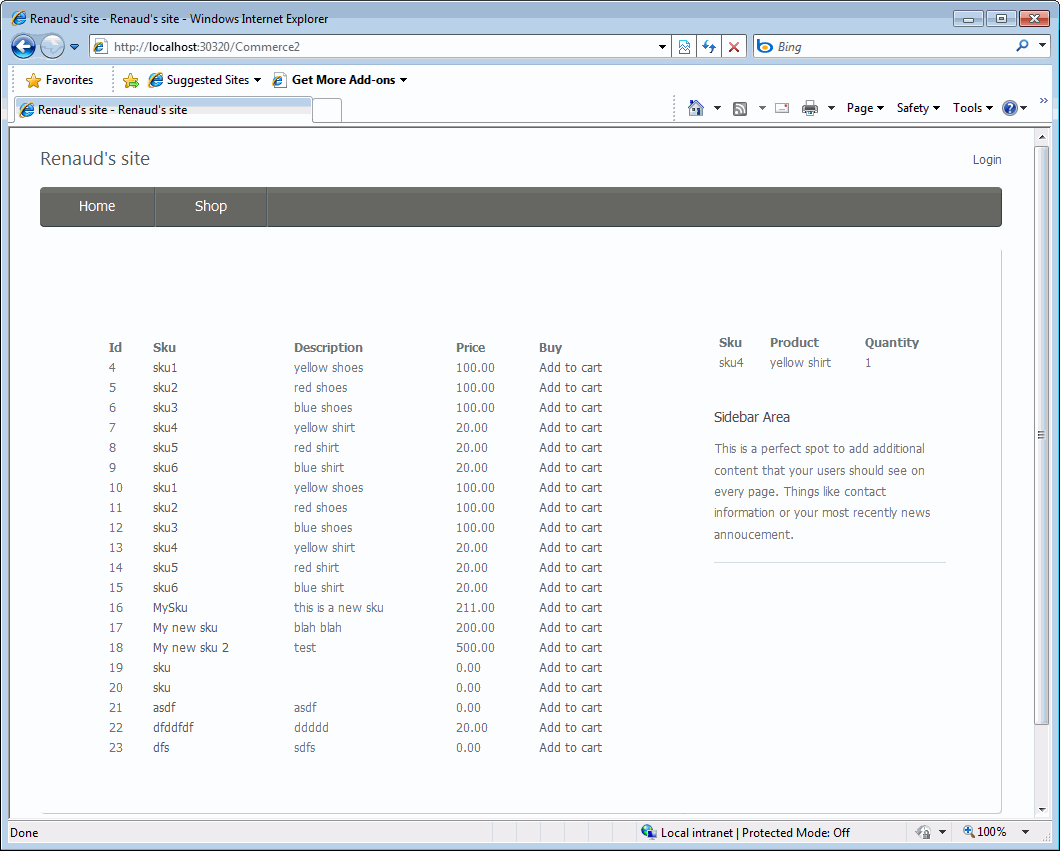 Renaud's site - Renaud's site - Windows Internet Explorer
http://localhost:30320/Commerce2
Bing
Favorites
Suggested Sites
Get More Add-ons
Renaud's site - Renaud's site
Page
Safety
Tools
Renaud's site
Login
Home
Shop
Id Sku Description Price Buy
4 sku1 yellow shoes 100.00 Add to cart
5 sku2 red shoes 100.00 Add to cart
6 sku3 blue shoes 100.00 Add to cart
7 sku4 yellow shirt 20.00 Add to cart
8 sku5 red shirt 20.00 Add to cart
9 sku6 blue shirt 20.00 Add to cart
10 sku1 yellow shoes 100.00 Add to cart
11 sku2 red shoes 100.00 Add to cart
12 sku3 blue shoes 100.00 Add to cart
13 sku4 yellow shirt 20.00 Add to cart
14 sku5 red shirt 20.00 Add to cart
15 sku6 blue shirt 20.00 Add to cart
16 MySku this is a new sku 211.00 Add to cart
17 My new sku blah blah 200.00 Add to cart
18 My new sku 2 test 500.00 Add to cart
19 sku 0.00 Add to cart
20 sku 0.00 Add to cart
21 asdf asdf 0.00 Add to cart
22 dfddfdf ddddd 20.00 Add to cart
23 dfs sdfs 0.00 Add to cart
Sku Product Quantity
sku4 yellow shirt 1
Sidebar Area
This is a perfect spot to add additional
content that your users should see on
every page. Things like contact
information or your most recently news
annoucement.
Done
Local intranet | Protected Mode: Off
100%